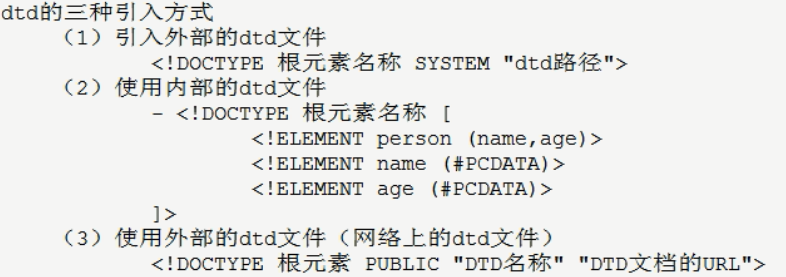 dtd的三种引入方式
（1）引入外部的dtd文件
<!DOCTYPE 根元素名称 SYSTEM "dtd路径">
（2）使用内部的dtd文件
- <!DOCTYPE 根元素名称 [
<!ELEMENT person (name,age)>
<!ELEMENT name (#PCDATA)>
<!ELEMENT age (#PCDATA)>
]>
（3）使用外部的dtd文件（网络上的dtd文件）
<!DOCTYPE 根元素 PUBLIC "DTD名称" "DTD文档的URL">